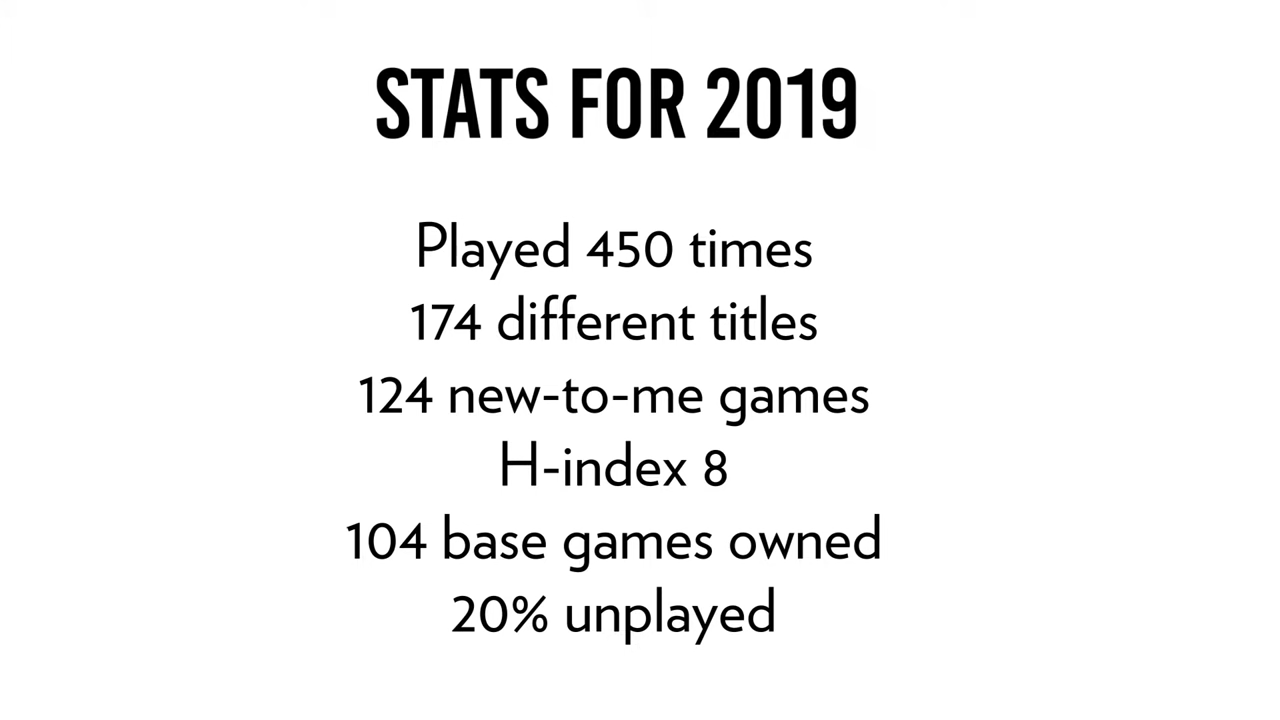 STATS FOR 2019
Played 450 times
174 different titles
124 new-to-me games
H-index 8
104 base games owned
20% unplayed